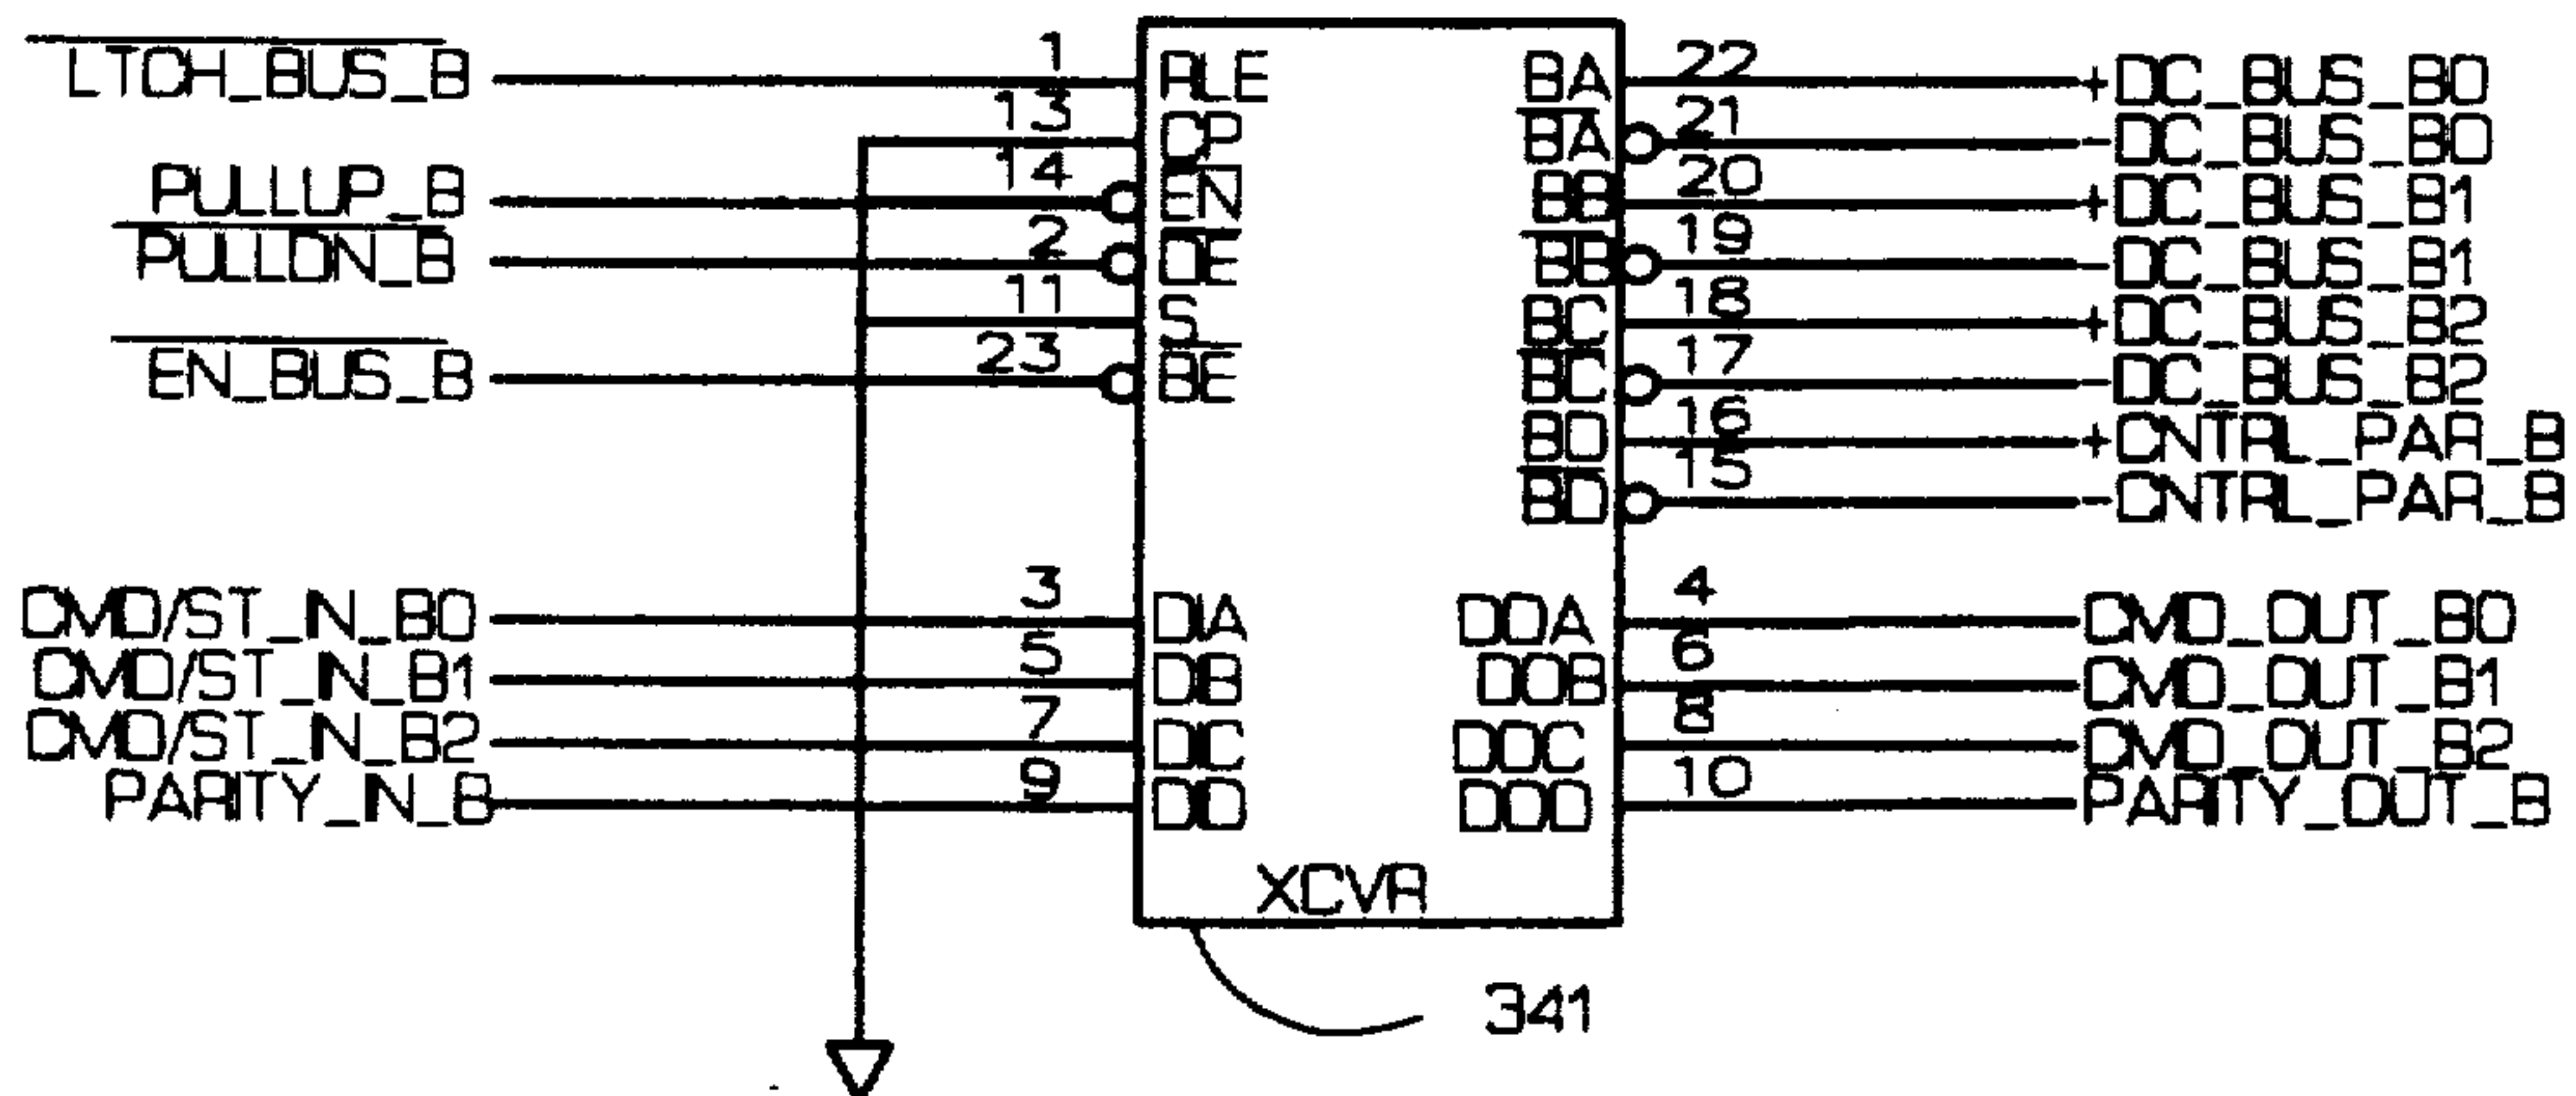 LTCH_BUS_B 1 RLE BA 22 +DC_BUS_B0
13 CP BA 21 -DC_BUS_B0
PULLUP_B 14 EN BB 20 +DC_BUS_B1
PULLDN_B 2 DE BB 19 -DC_BUS_B1
11 S BC 18 +DC_BUS_B2
EN_BUS_B 23 BE BC 17 -DC_BUS_B2
BD 16 +CNTRL_PAR_B
BD 15 -CNTRL_PAR_B
CMD/ST_IN_B0 3 DIA DOA 4 CMD_OUT_B0
CMD/ST_IN_B1 5 DIB DOB 6 CMD_OUT_B1
CMD/ST_IN_B2 7 DIC DOC 8 CMD_OUT_B2
PARITY_IN_B 9 DID DOD 10 PARITY_OUT_B
XCVR
341